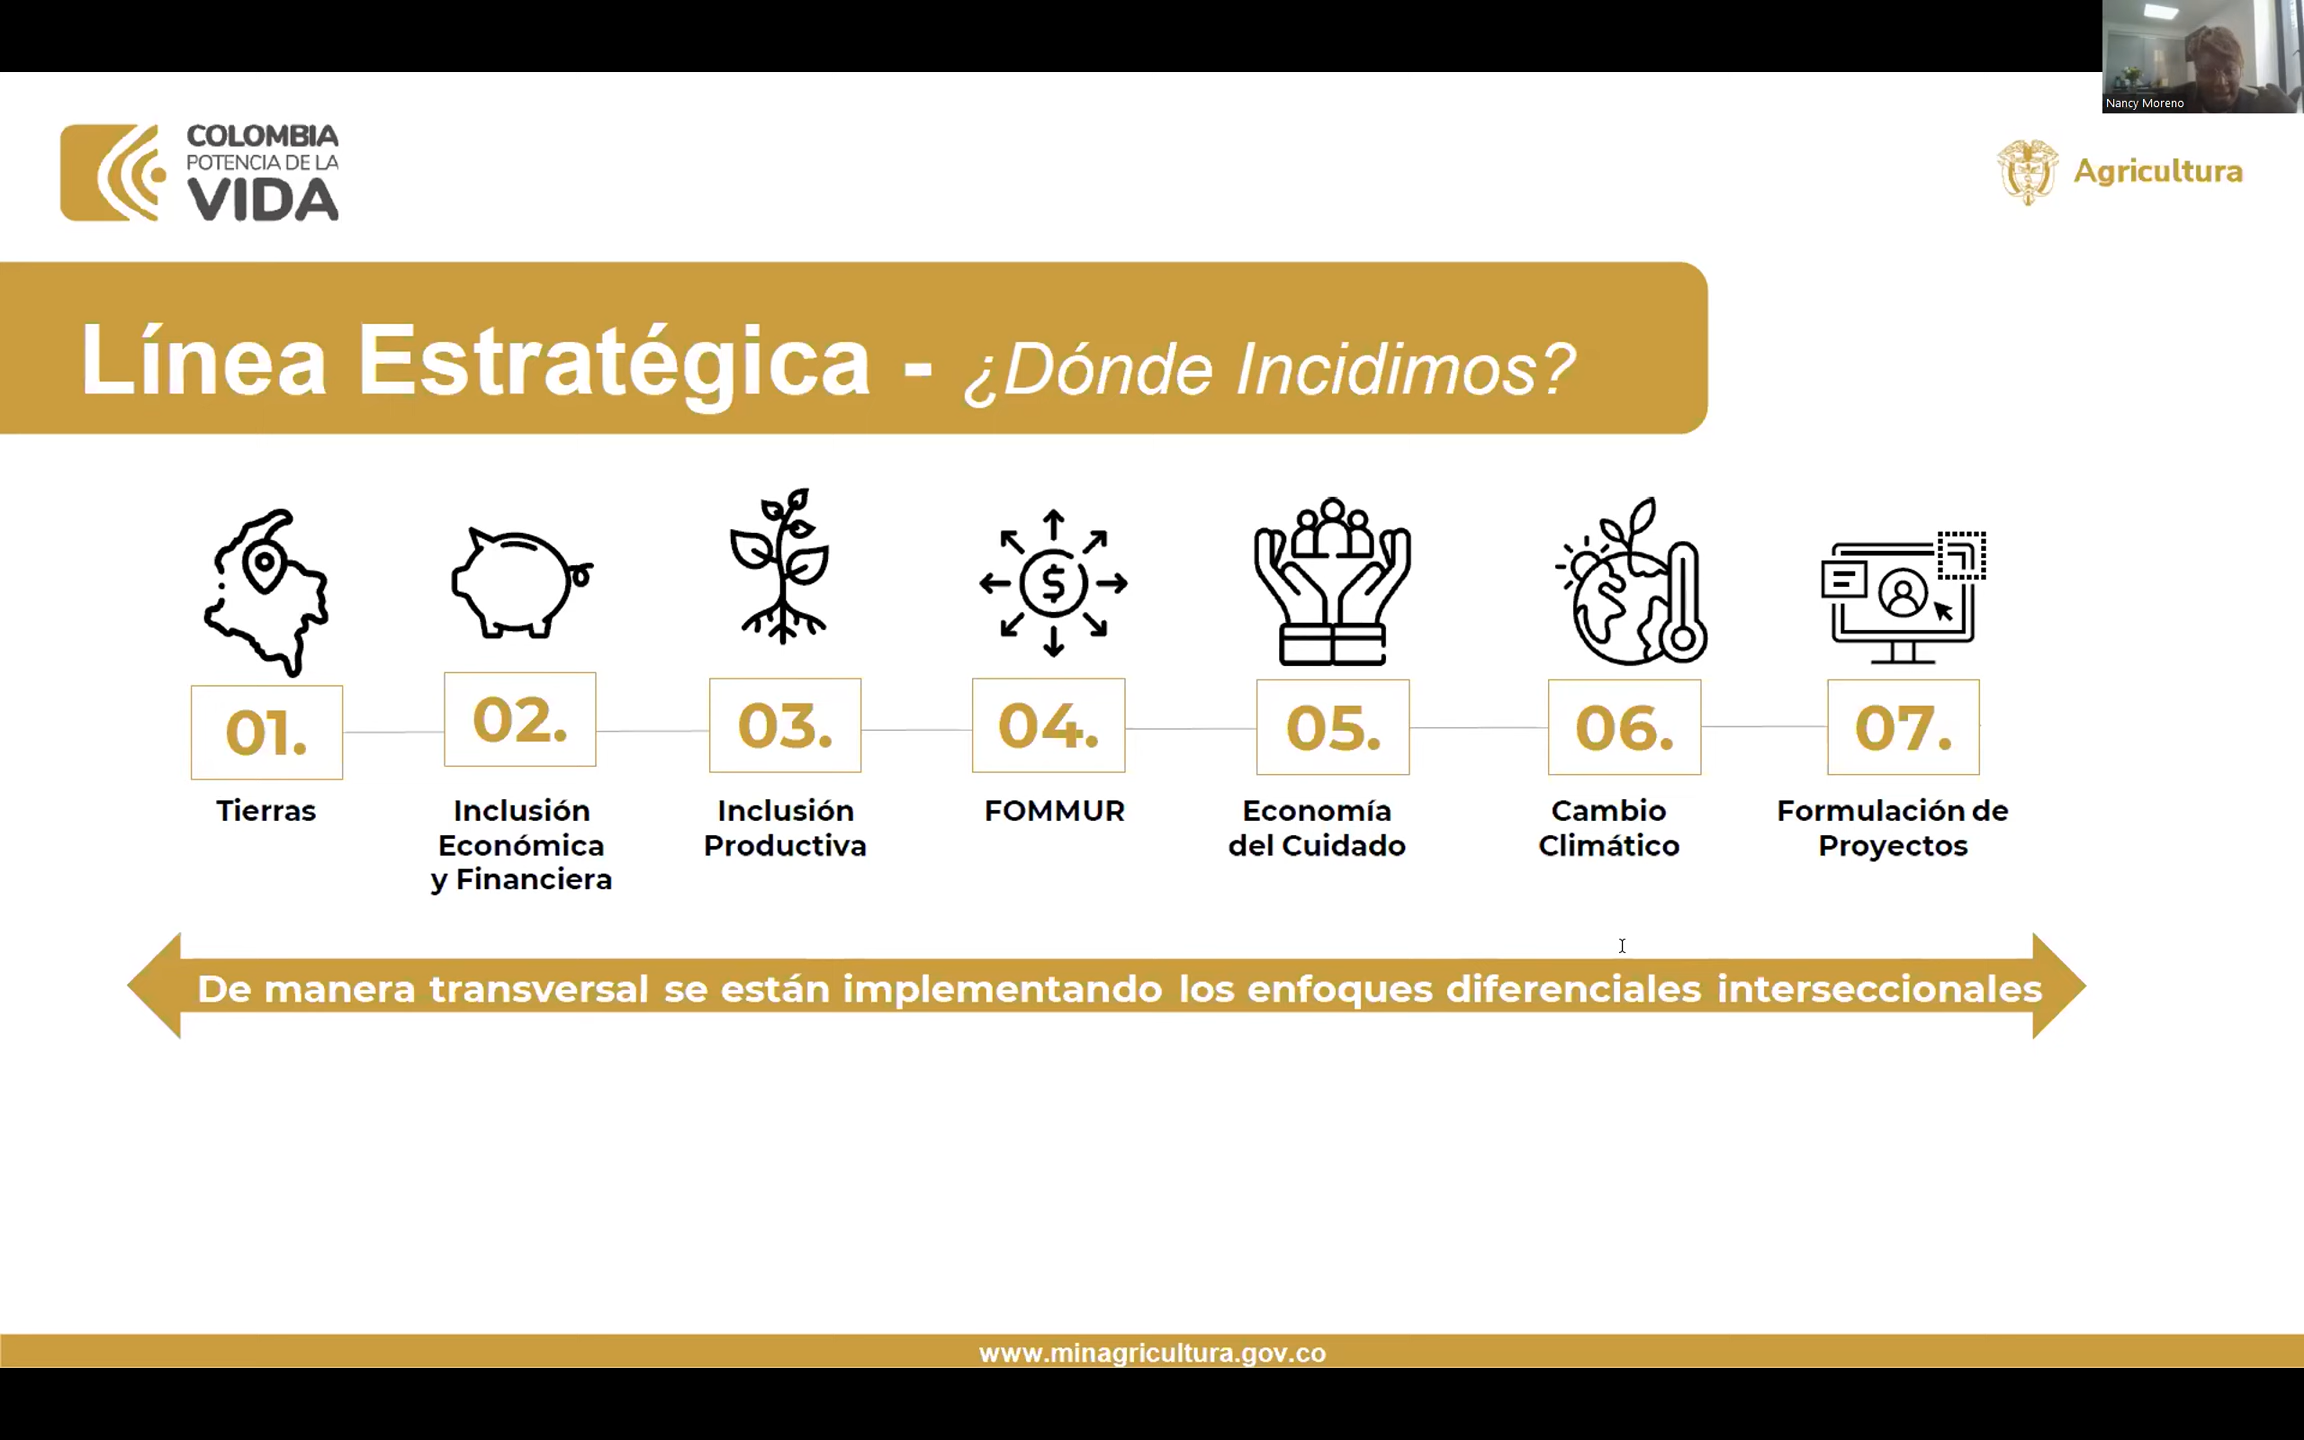 Nancy Moreno
COLOMBIA
POTENCIA DE LA
VIDA
Agricultura
Línea Estratégica - ¿Dónde Incidimos?
$
01.
02.
03.
04.
05.
06.
07.
Tierras
Inclusión
Económica
y Financiera
Inclusión
Productiva
FOMMUR
Economía
del Cuidado
Cambio
Climático
Formulación de
Proyectos
De manera transversal se están implementando los enfoques diferenciales interseccionales
www.minagricultura.gov.co